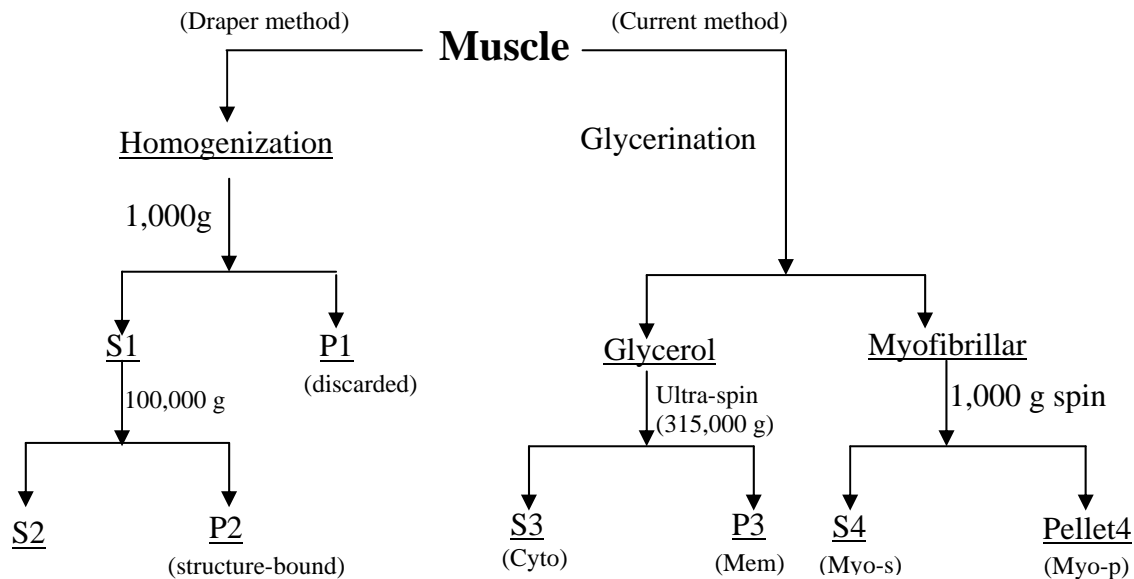 (Draper method)
Muscle
(Current method)
Homogenization
Glycerination
1,000g
S1
P1
(discarded)
Glycerol
Myofibrillar
100,000 g
Ultra-spin
(315,000 g)
1,000 g spin
S2
P2
(structure-bound)
S3
(Cyto)
P3
(Mem)
S4
(Myo-s)
Pellet4
(Myo-p)